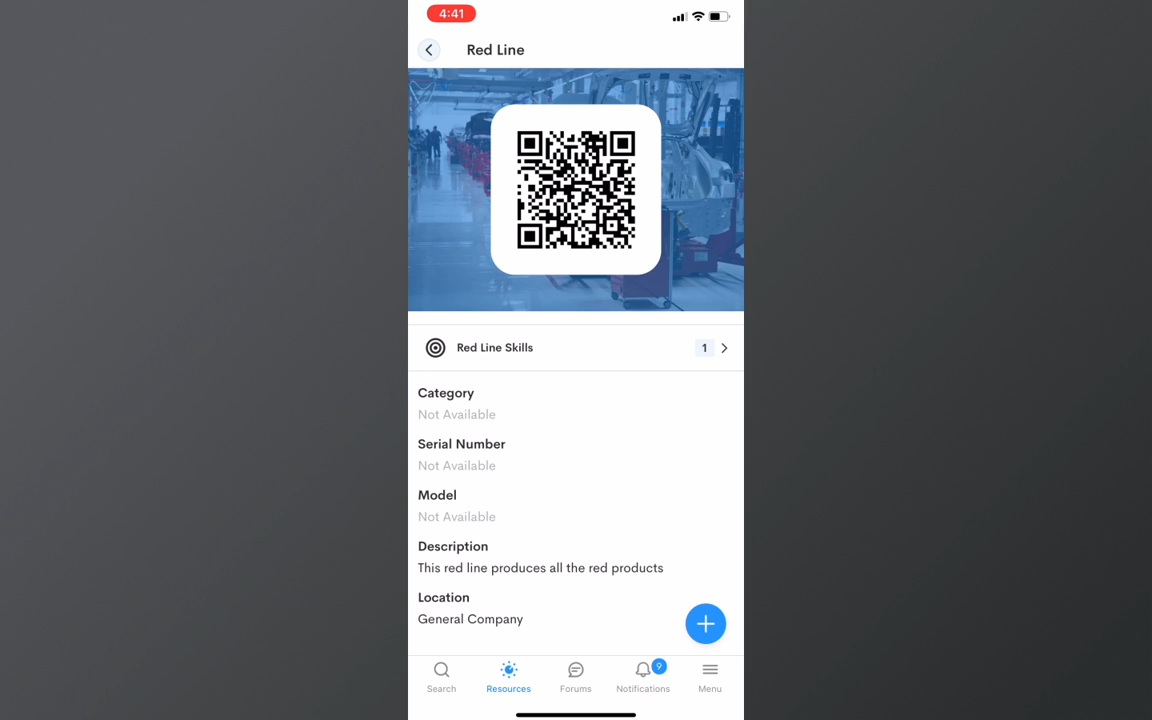 4:41
Red Line
Red Line Skills
1
Category
Not Available
Serial Number
Not Available
Model
Not Available
Description
This red line produces all the red products
Location
General Company
9
Search
Resources
Forums
Notifications
Menu